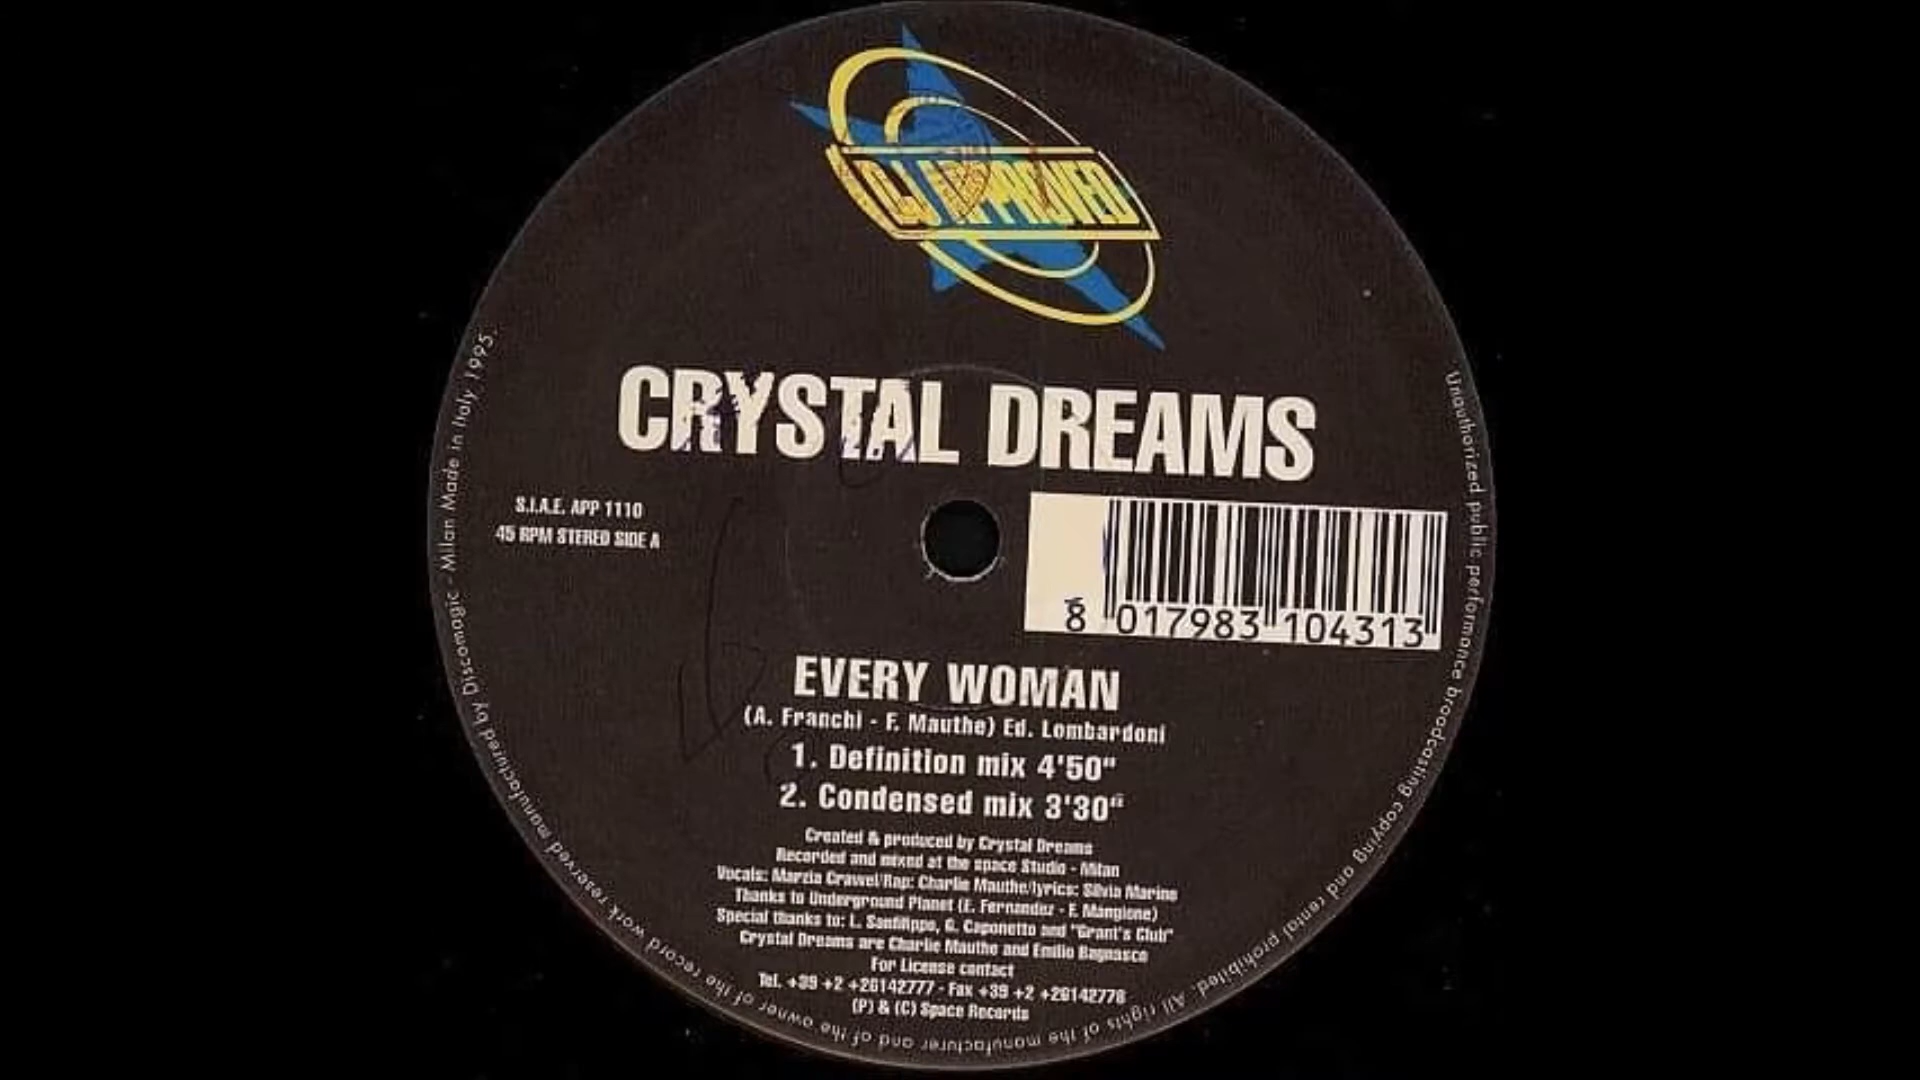 DJ APPROVED
CRYSTAL DREAMS
S.I.A.E. APP 1110
45 RPM STEREO SIDE A
8 017983 104313
EVERY WOMAN
(A. Franchi - F. Mauthe) Ed. Lombardoni
1. Definition mix 4'50"
2. Condensed mix 3'30"
Created & produced by Crystal Dreams
Recorded and mixed at the space Studio - Milan
Vocals: Marzia Crawel/Rap: Charlie Mauthe/lyrics: Silvia Marino
Thanks to Underground Planet (E. Fernandez - F. Mangione)
Special thanks to: L. Sanfilippo, G. Caponetto and "Grant's Club"
Crystal Dreams are Charlie Mautho and Emilio Bagnasco
For License contact
Tel. +39 +2 +26142777 - Fax +39 +2 +26142778
(P) & (C) Space Records
Unauthorized public performance broadcasting copying and rental prohibited. All rights of the manufacturer and of the owner of the record work reserved manufactured by Discomagic - Milan Made in Italy 1995.